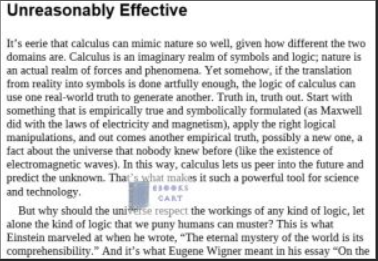 Unreasonably Effective
It's eerie that calculus can mimic nature so well, given how different the two
domains are. Calculus is an imaginary realm of symbols and logic; nature is
an actual realm of forces and phenomena. Yet somehow, if the translation
from reality into symbols is done artfully enough, the logic of calculus can
use one real-world truth to generate another. Truth in, truth out. Start with
something that is empirically true and symbolically formulated (as Maxwell
did with the laws of electricity and magnetism), apply the right logical
manipulations, and out comes another empirical truth, possibly a new one, a
fact about the universe that nobody knew before (like the existence of
electromagnetic waves). In this way, calculus lets us peer into the future and
predict the unknown. That's what makes it such a powerful tool for science
and technology.
EBOOKS
CART
But why should the universe respect the workings of any kind of logic, let
alone the kind of logic that we puny humans can muster? This is what
Einstein marveled at when he wrote, “The eternal mystery of the world is its
comprehensibility.” And it's what Eugene Wigner meant in his essay “On the